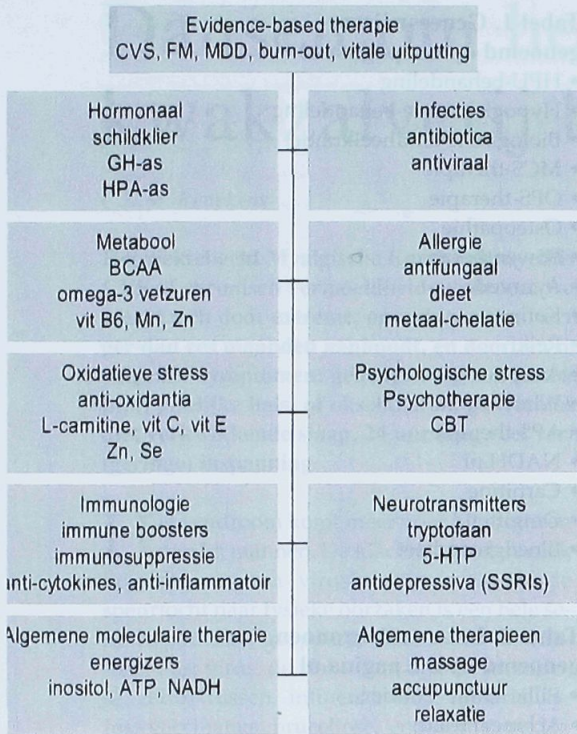 Evidence-based therapie
CVS, FM, MDD, burn-out, vitale uitputting
Hormonaal
schildklier
GH-as
HPA-as
Infecties
antibiotica
antiviraal
Metabool
BCAA
omega-3 vetzuren
vit B6, Mn, Zn
Allergie
antifungaal
dieet
metaal-chelatie
Oxidatieve stress
anti-oxidantia
L-carnitine, vit C, vit E
Zn, Se
Psychologische stress
Psychotherapie
CBT
Immunologie
immune boosters
immunosuppressie
anti-cytokines, anti-inflammatoir
Neurotransmitters
tryptofaan
5-HTP
antidepressiva (SSRIs)
Algemene moleculaire therapie
energizers
inositol, ATP, NADH
Algemene therapieen
massage
accupunctuur
relaxatie